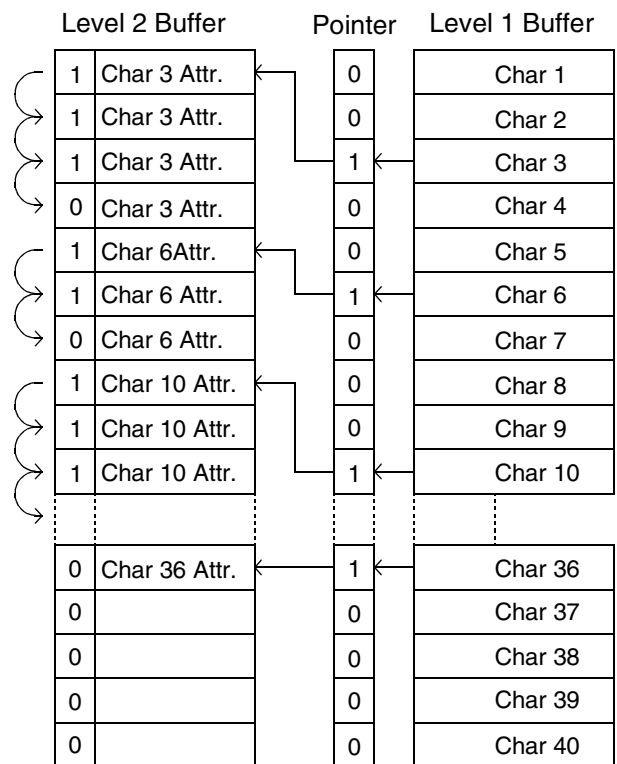 Level 2 Buffer Pointer Level 1 Buffer
1 Char 3 Attr. 0 Char 1
1 Char 3 Attr. 0 Char 2
1 Char 3 Attr. 1 Char 3
0 Char 3 Attr. 0 Char 4
1 Char 6Attr. 0 Char 5
1 Char 6 Attr. 1 Char 6
0 Char 6 Attr. 0 Char 7
1 Char 10 Attr. 0 Char 8
1 Char 10 Attr. 0 Char 9
1 Char 10 Attr. 1 Char 10
0 Char 36 Attr. 1 Char 36
0 0 Char 37
0 0 Char 38
0 0 Char 39
0 0 Char 40